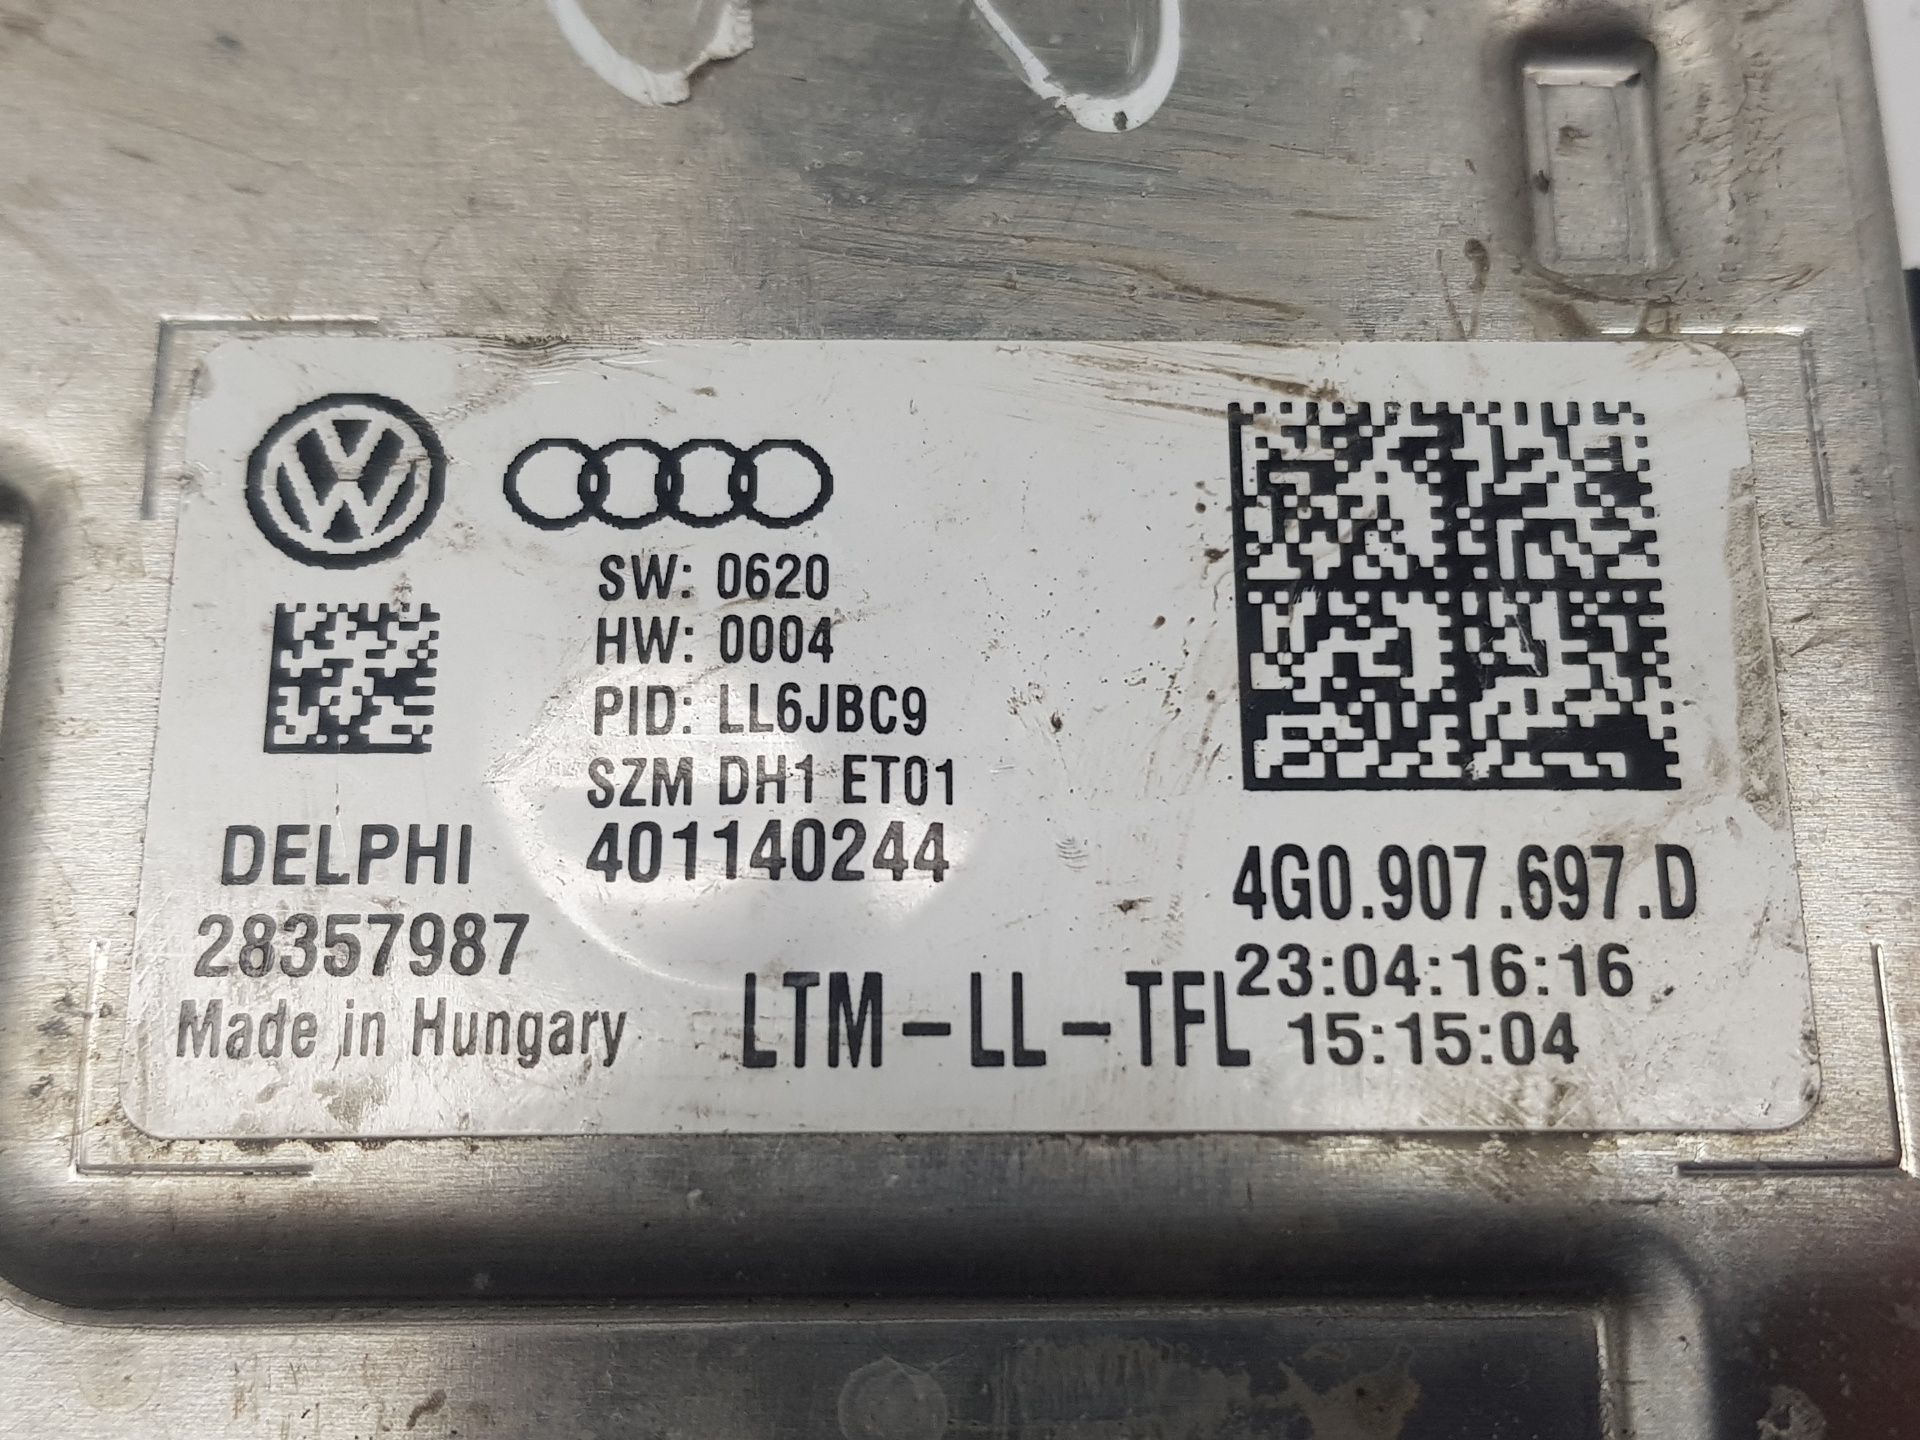 SW: 0620
HW: 0004
PID: LL6JBC9
SZM DH1 ET01
401140244
DELPHI
28357987
Made in Hungary
LTM-LL-TFL
4G0.907.697.D
23:04:16:16
15:15:04